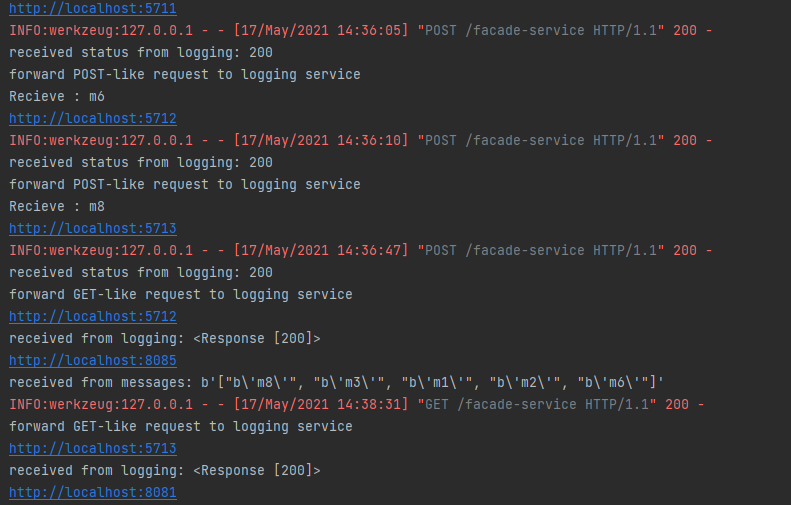 http://localhost:5711
INFO:werkzeug:127.0.0.1 - - [17/May/2021 14:36:05] "POST /facade-service HTTP/1.1" 200 -
received status from logging: 200
forward POST-like request to logging service
Recieve : m6
http://localhost:5712
INFO:werkzeug:127.0.0.1 - - [17/May/2021 14:36:10] "POST /facade-service HTTP/1.1" 200 -
received status from logging: 200
forward POST-like request to logging service
Recieve : m8
http://localhost:5713
INFO:werkzeug:127.0.0.1 - - [17/May/2021 14:36:47] "POST /facade-service HTTP/1.1" 200 -
received status from logging: 200
forward GET-like request to logging service
http://localhost:5712
received from logging: <Response [200]>
http://localhost:8085
received from messages: b'["b\'m8\'", "b\'m3\'", "b\'m1\'", "b\'m2\'", "b\'m6\'"]'
INFO:werkzeug:127.0.0.1 - - [17/May/2021 14:38:31] "GET /facade-service HTTP/1.1" 200 -
forward GET-like request to logging service
http://localhost:5713
received from logging: <Response [200]>
http://localhost:8081